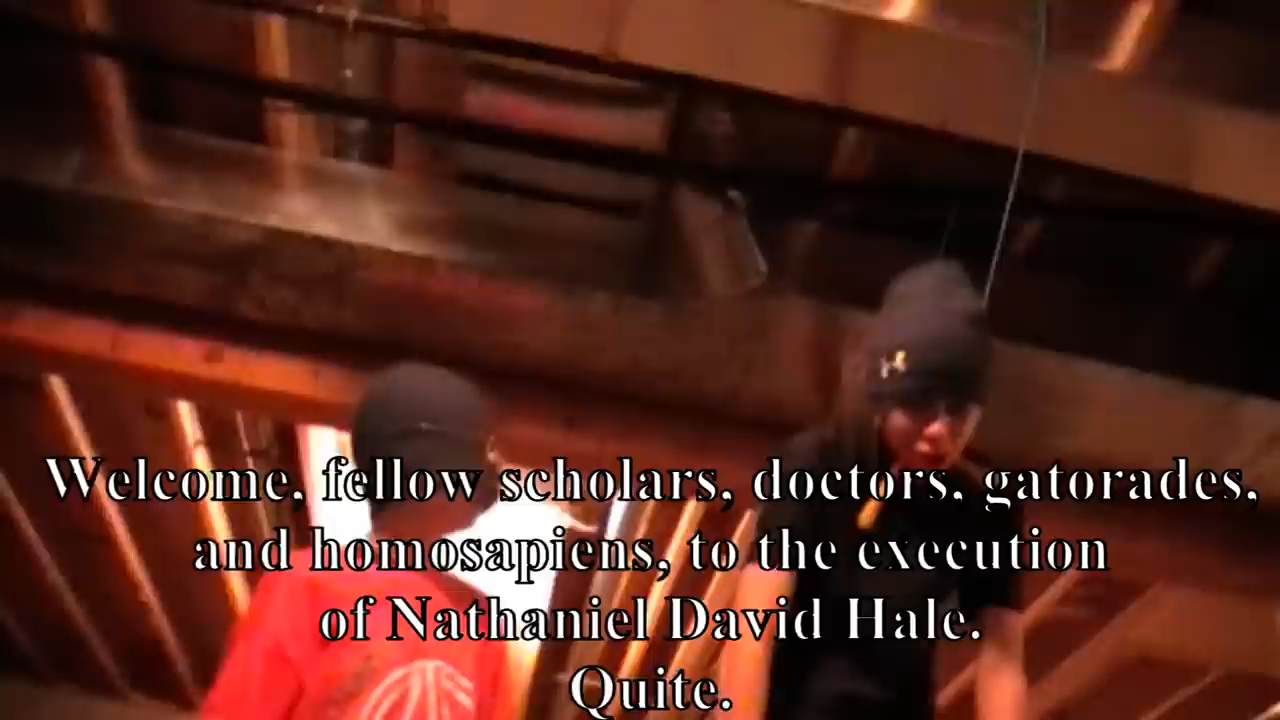 Welcome, fellow scholars, doctors, gatorades,
and homosapiens, to the execution
of Nathaniel David Hale.
Quite.